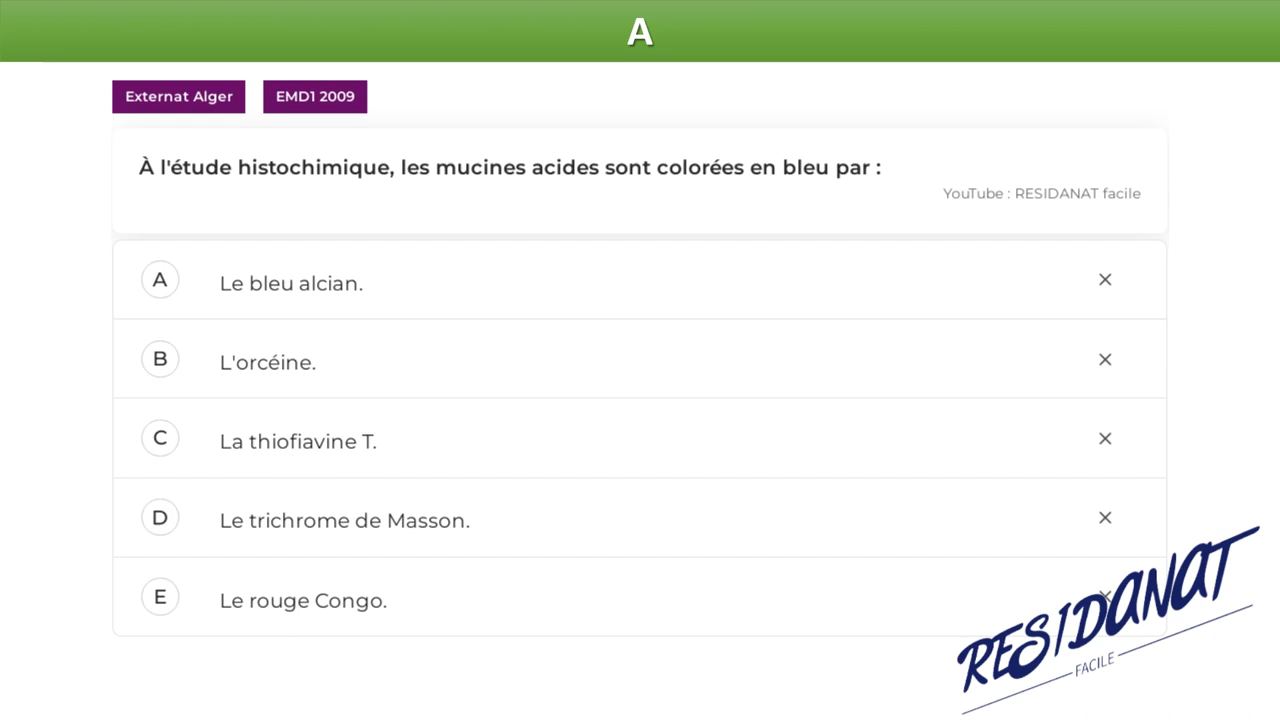 A
Externat Alger
EMD1 2009
À l'étude histochimique, les mucines acides sont colorées en bleu par :
YouTube : RESIDANAT facile
A
Le bleu alcian.
B
L'orcéine.
C
La thiofiavine T.
D
Le trichrome de Masson.
E
Le rouge Congo.
RESIDANAT
FACILE